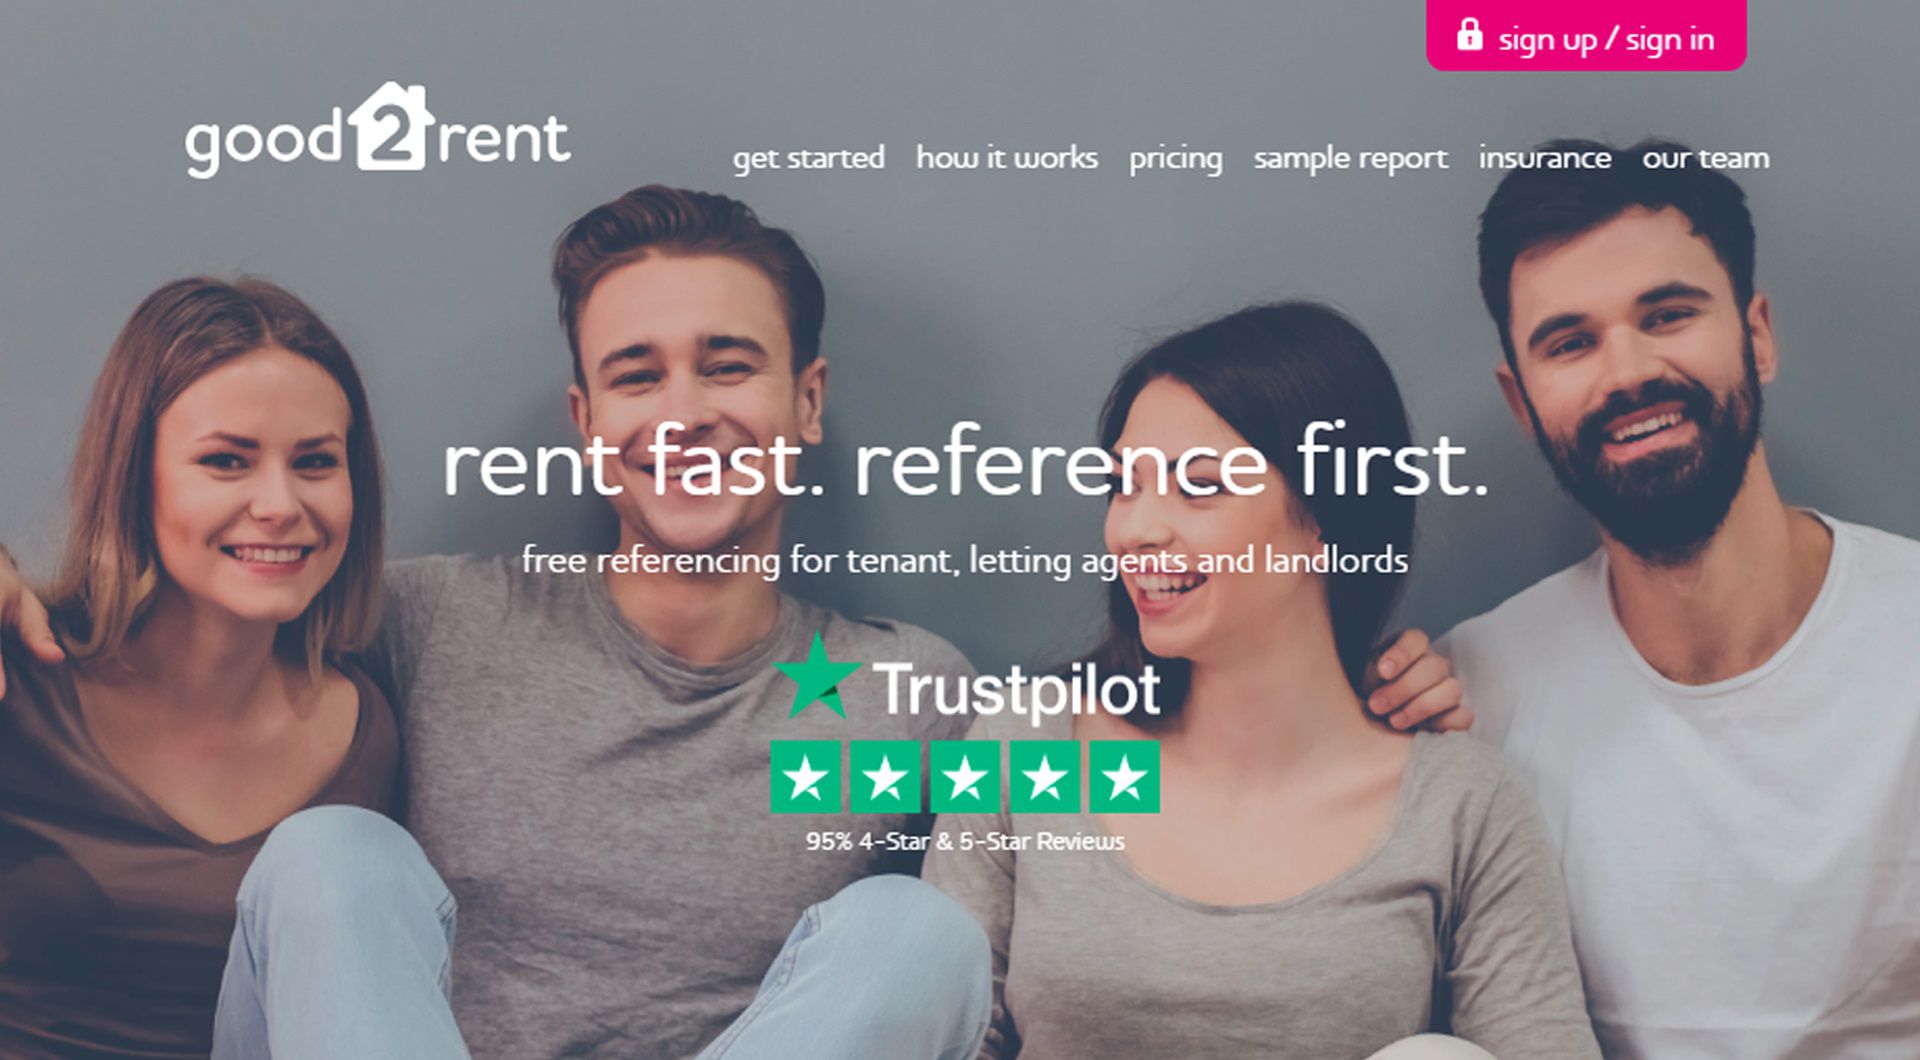 sign up / sign in
good2rent
get started how it works pricing sample report insurance our team
rent fast. reference first.
free referencing for tenant, letting agents and landlords
Trustpilot
95% 4-Star & 5-Star Reviews